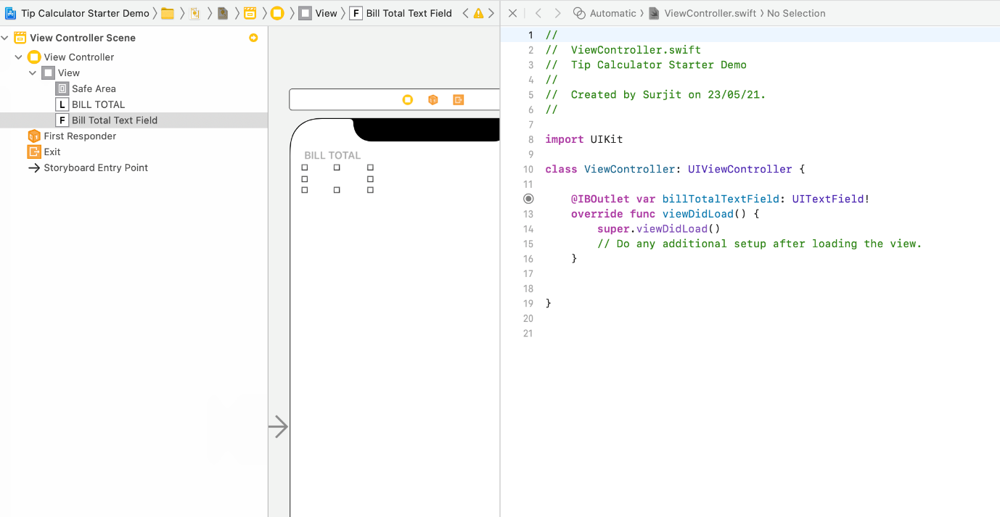 Tip Calculator Starter Demo View F Bill Total Text Field
View Controller Scene
View Controller
View
Safe Area
L BILL TOTAL
F Bill Total Text Field
First Responder
Exit
Storyboard Entry Point
BILL TOTAL
Automatic ViewController.swift No Selection
1 //
2 //  ViewController.swift
3 //  Tip Calculator Starter Demo
4 //
5 //  Created by Surjit on 23/05/21.
6 //
7
8 import UIKit
9
10 class ViewController: UIViewController {
11
@IBOutlet var billTotalTextField: UITextField!
13 override func viewDidLoad() {
14 super.viewDidLoad()
15 // Do any additional setup after loading the view.
16 }
17
18
19 }
20
21